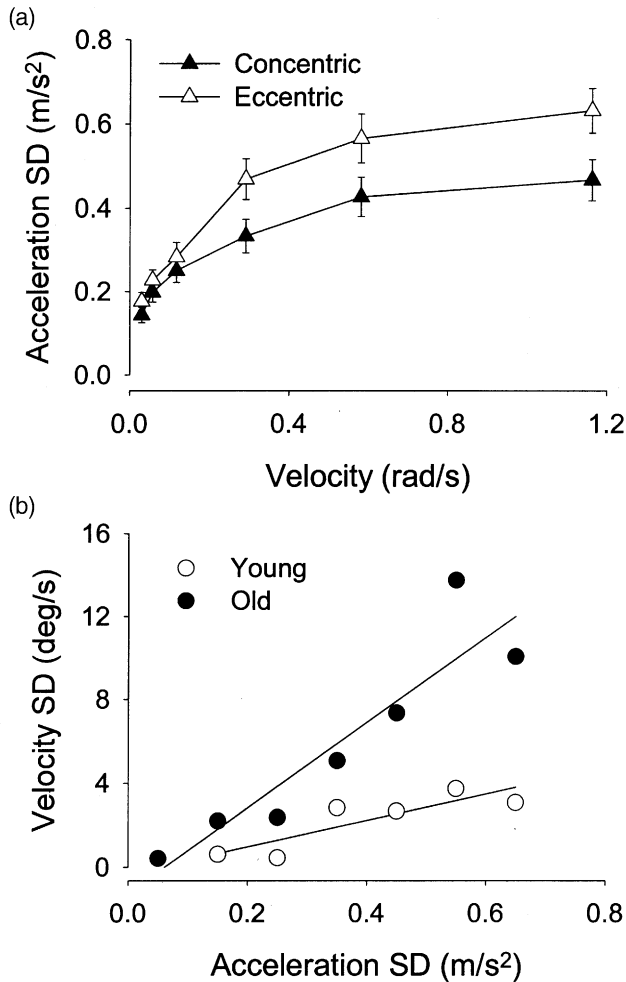 (a)
0.8
0.6
0.4
0.2
0.0
Acceleration SD (m/s²)
Concentric
Eccentric
0.0 0.4 0.8 1.2
Velocity (rad/s)
(b)
16
12
8
4
0
Velocity SD (deg/s)
Young
Old
0.0 0.2 0.4 0.6 0.8
Acceleration SD (m/s²)